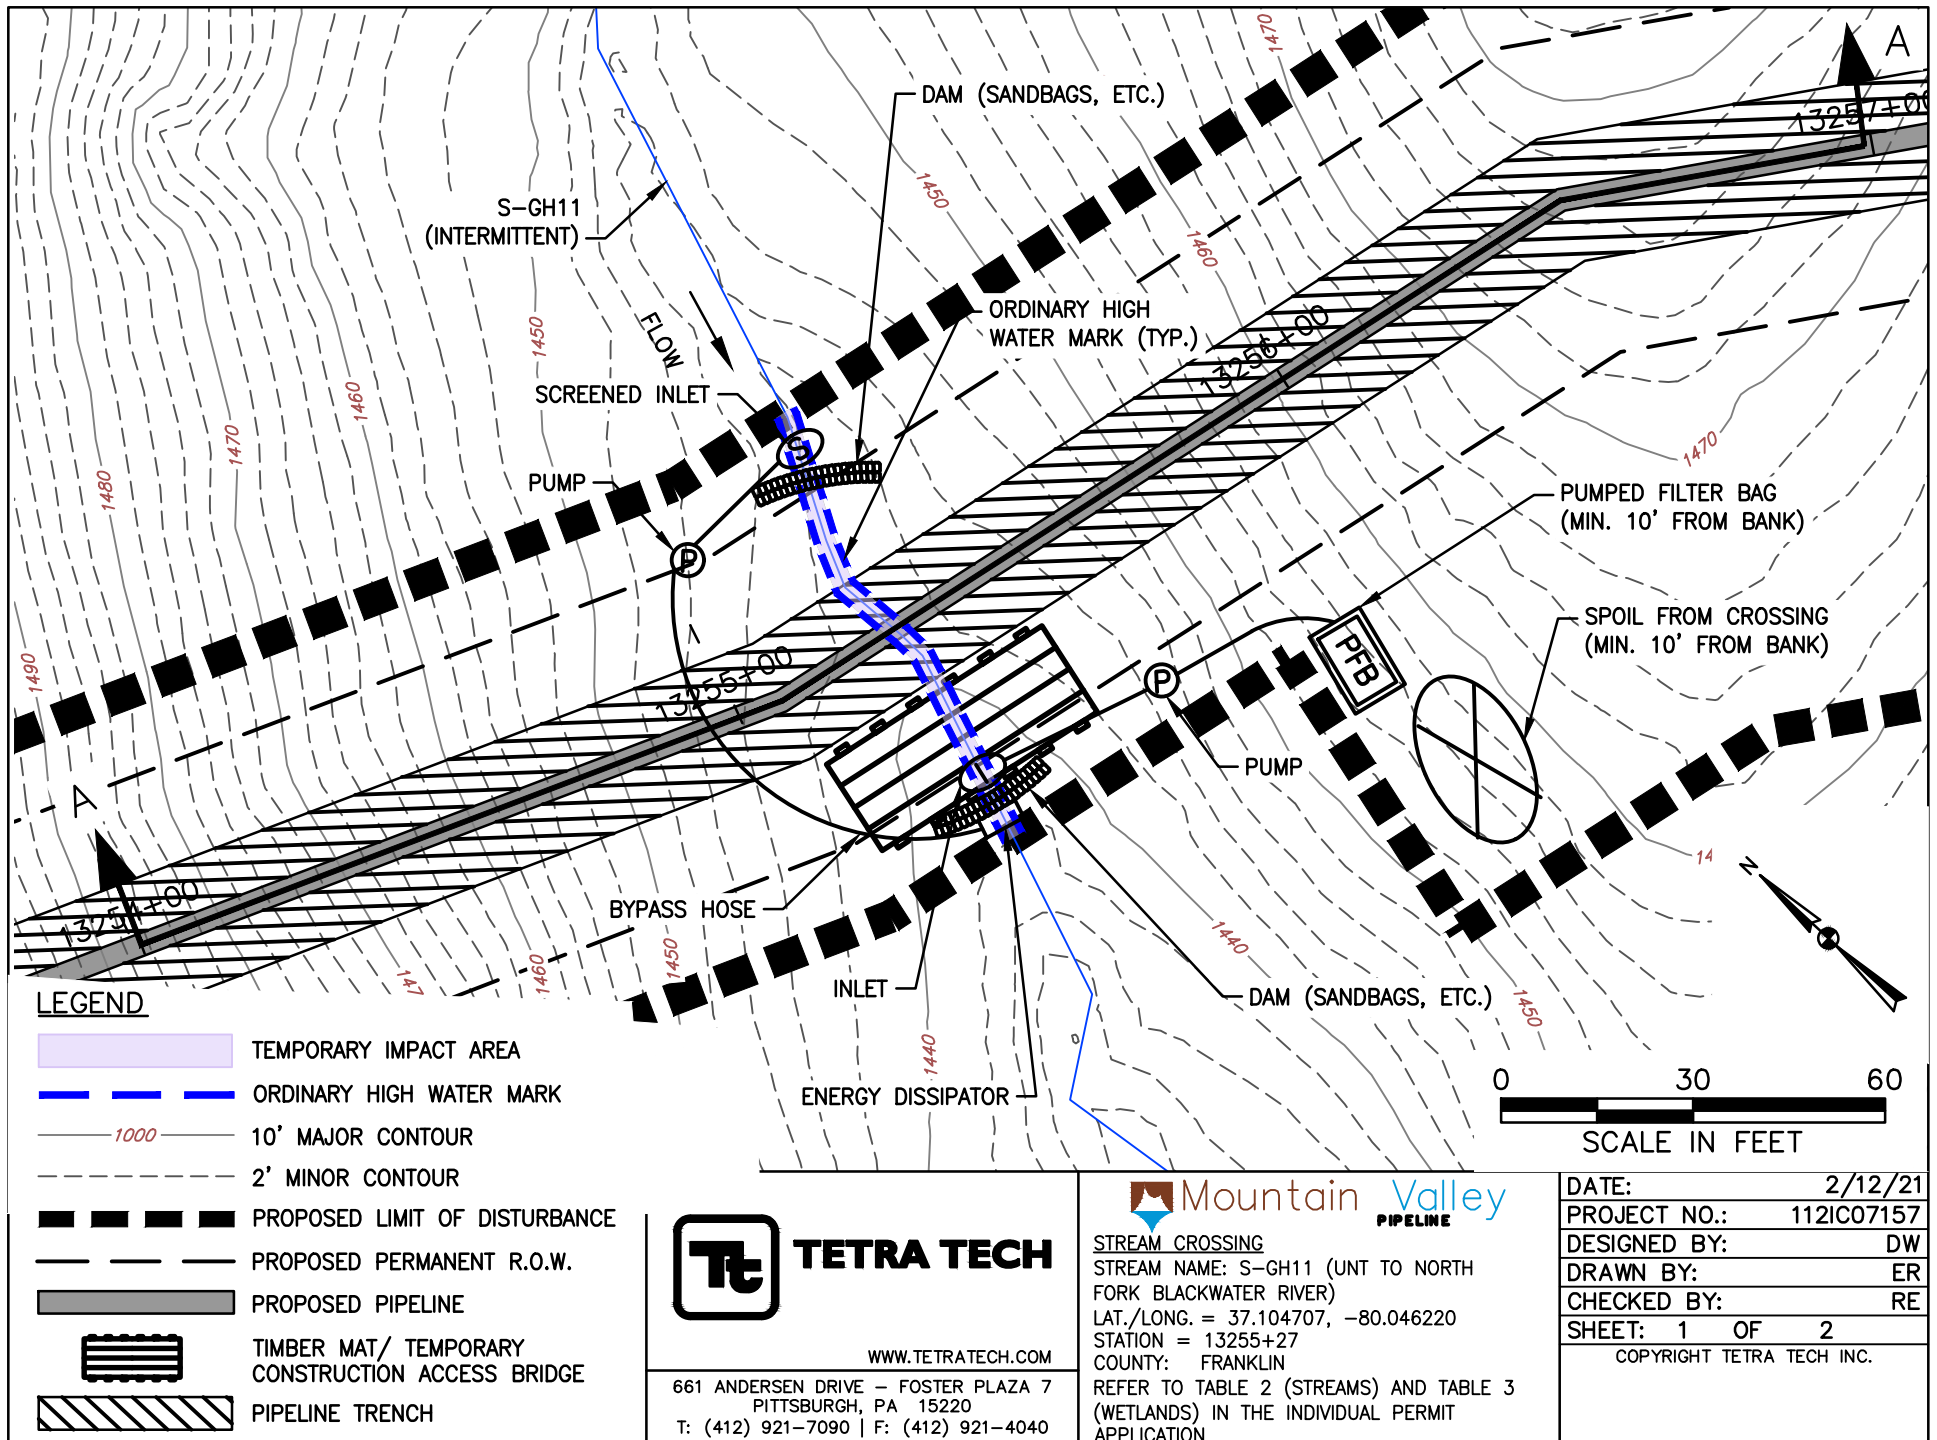 1470
A
13257+00
DAM (SANDBAGS, ETC.)
1450
S-GH11
(INTERMITTENT)
1460
ORDINARY HIGH
WATER MARK (TYP.)
FLOW
1450
13256+00
SCREENED INLET
1460
1470
1480
S
PUMP
1470
PUMPED FILTER BAG
(MIN. 10' FROM BANK)
P
SPOIL FROM CROSSING
(MIN. 10' FROM BANK)
1490
13255+00
PFB
P
PUMP
A
13254+00
BYPASS HOSE
14
N
1450
1440
1460
147
INLET
DAM (SANDBAGS, ETC.)
1450
1440
ENERGY DISSIPATOR
0 30 60
SCALE IN FEET
LEGEND
TEMPORARY IMPACT AREA
ORDINARY HIGH WATER MARK
1000
10' MAJOR CONTOUR
2' MINOR CONTOUR
PROPOSED LIMIT OF DISTURBANCE
PROPOSED PERMANENT R.O.W.
PROPOSED PIPELINE
TIMBER MAT/ TEMPORARY
CONSTRUCTION ACCESS BRIDGE
PIPELINE TRENCH
Tt
TETRA TECH
WWW.TETRATECH.COM
661 ANDERSEN DRIVE – FOSTER PLAZA 7
PITTSBURGH, PA 15220
T: (412) 921-7090 | F: (412) 921-4040
Mountain Valley
PIPELINE
STREAM CROSSING
STREAM NAME: S-GH11 (UNT TO NORTH
FORK BLACKWATER RIVER)
LAT./LONG. = 37.104707, -80.046220
STATION = 13255+27
COUNTY: FRANKLIN
REFER TO TABLE 2 (STREAMS) AND TABLE 3
(WETLANDS) IN THE INDIVIDUAL PERMIT
APPLICATION
DATE: 2/12/21
PROJECT NO.: 112IC07157
DESIGNED BY: DW
DRAWN BY: ER
CHECKED BY: RE
SHEET: 1 OF 2
COPYRIGHT TETRA TECH INC.